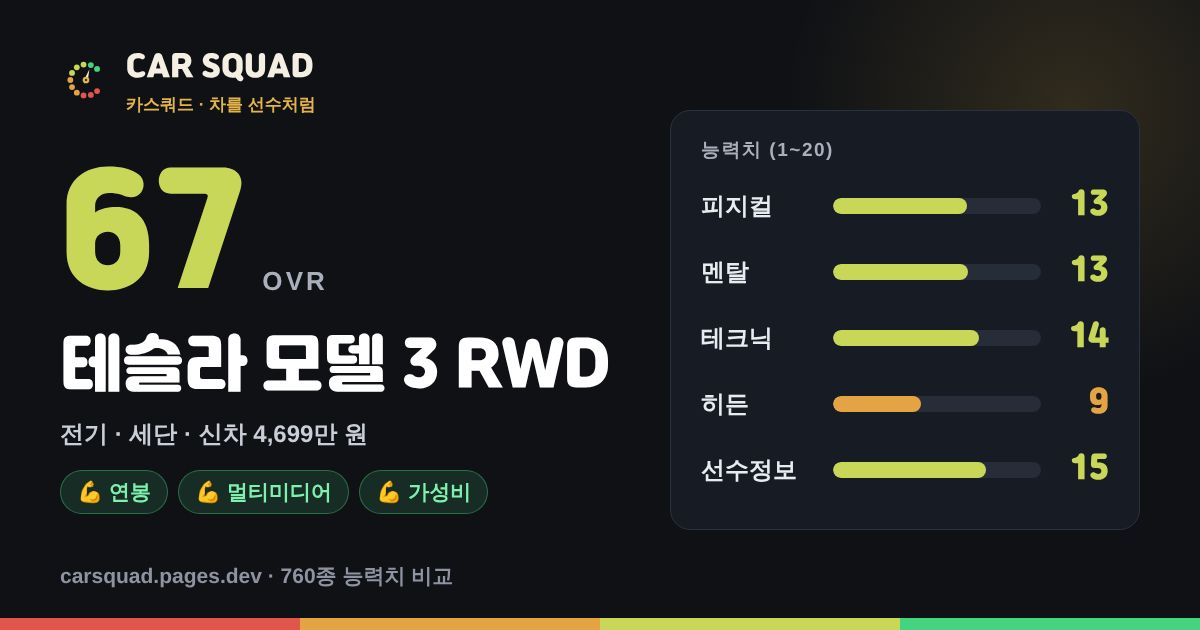 CAR SQUAD
카스쿼드 · 차를 선수처럼
67 OVR
테슬라 모델 3 RWD
전기 · 세단 · 신차 4,699만 원
💪 연봉 💪 멀티미디어 💪 가성비
carsquad.pages.dev · 760종 능력치 비교
능력치 (1~20)
피지컬 13
멘탈 13
테크닉 14
히든 9
선수정보 15